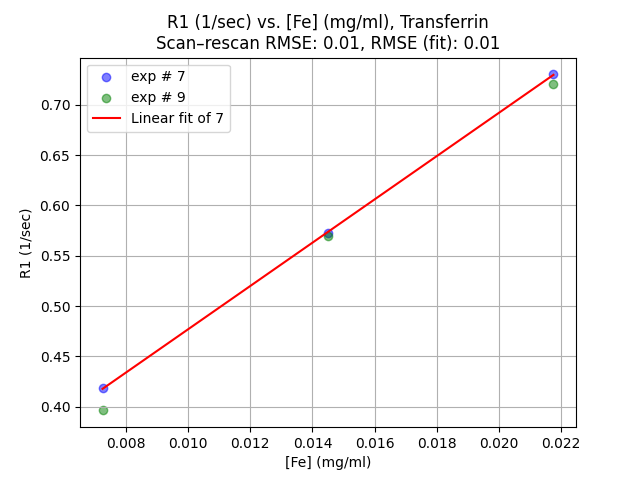 R1 (1/sec) vs. [Fe] (mg/ml), Transferrin
Scan–rescan RMSE: 0.01, RMSE (fit): 0.01
exp # 7
exp # 9
Linear fit of 7
R1 (1/sec)
0.70
0.65
0.60
0.55
0.50
0.45
0.40
0.008 0.010 0.012 0.014 0.016 0.018 0.020 0.022
[Fe] (mg/ml)